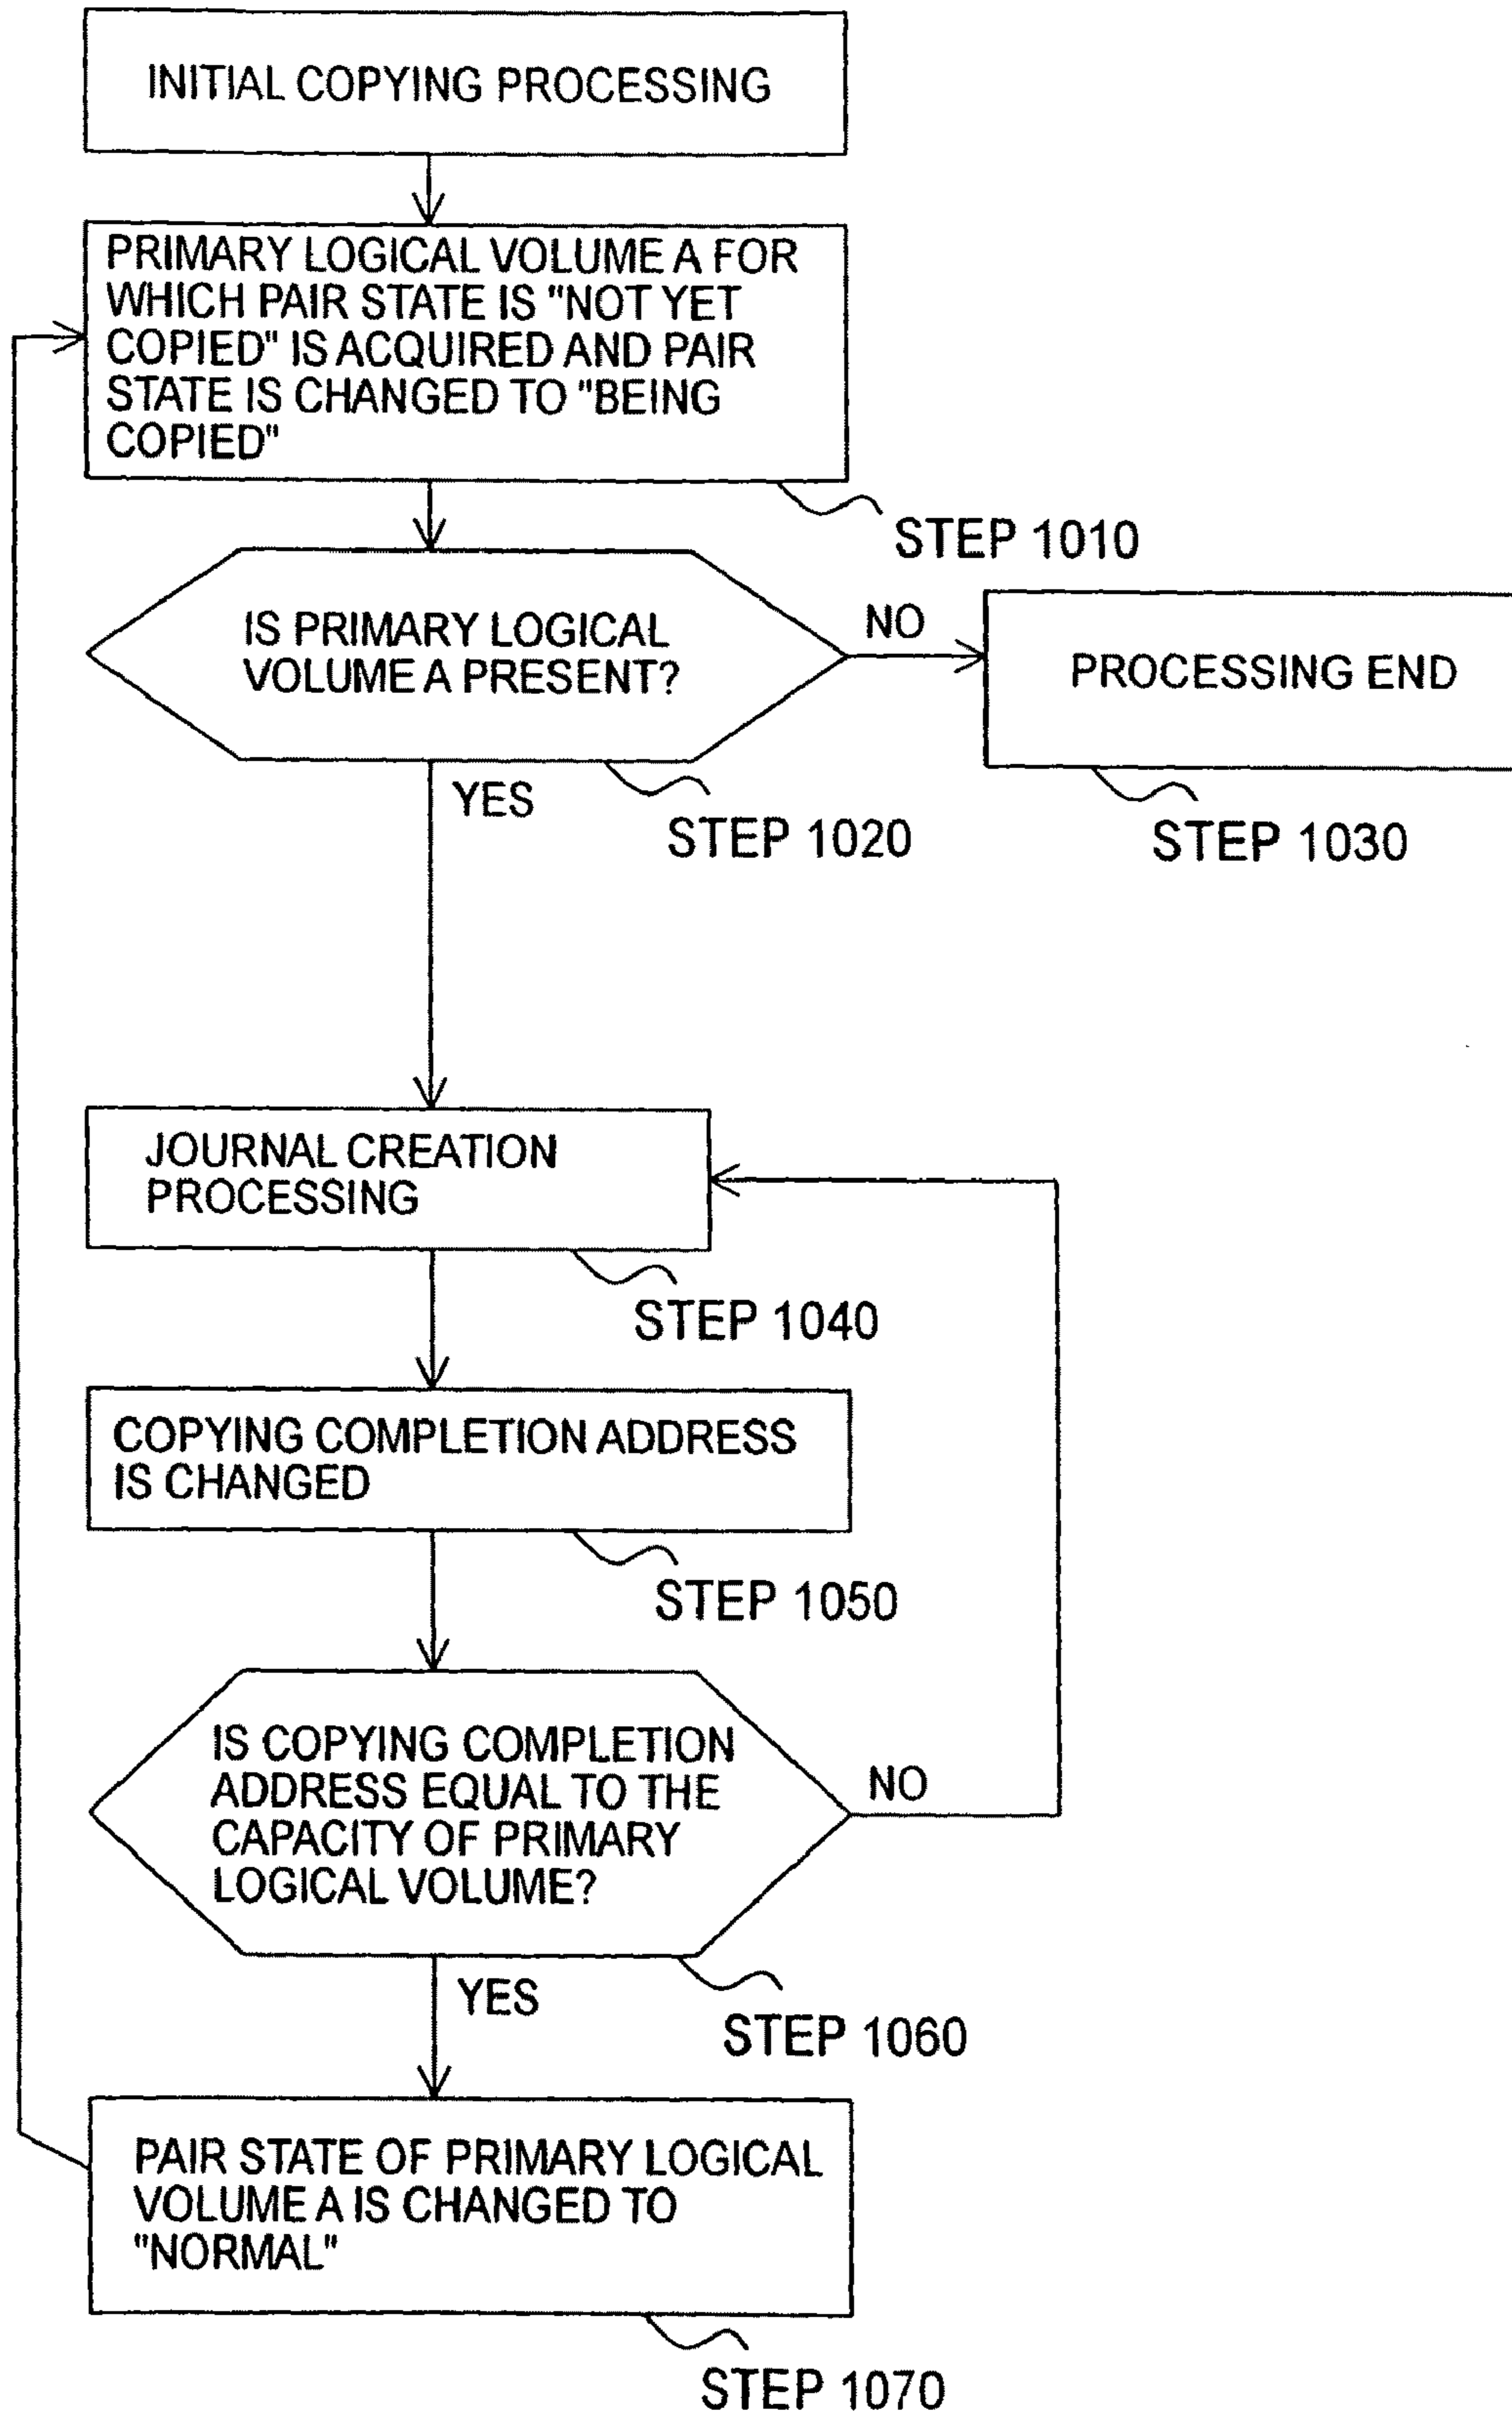 INITIAL COPYING PROCESSING
PRIMARY LOGICAL VOLUME A FOR
WHICH PAIR STATE IS "NOT YET
COPIED" IS ACQUIRED AND PAIR
STATE IS CHANGED TO "BEING
COPIED"
STEP 1010
IS PRIMARY LOGICAL
VOLUME A PRESENT?
NO
PROCESSING END
YES
STEP 1020
STEP 1030
JOURNAL CREATION
PROCESSING
STEP 1040
COPYING COMPLETION ADDRESS
IS CHANGED
STEP 1050
IS COPYING COMPLETION
ADDRESS EQUAL TO THE
CAPACITY OF PRIMARY
LOGICAL VOLUME?
NO
YES
STEP 1060
PAIR STATE OF PRIMARY LOGICAL
VOLUME A IS CHANGED TO
"NORMAL"
STEP 1070